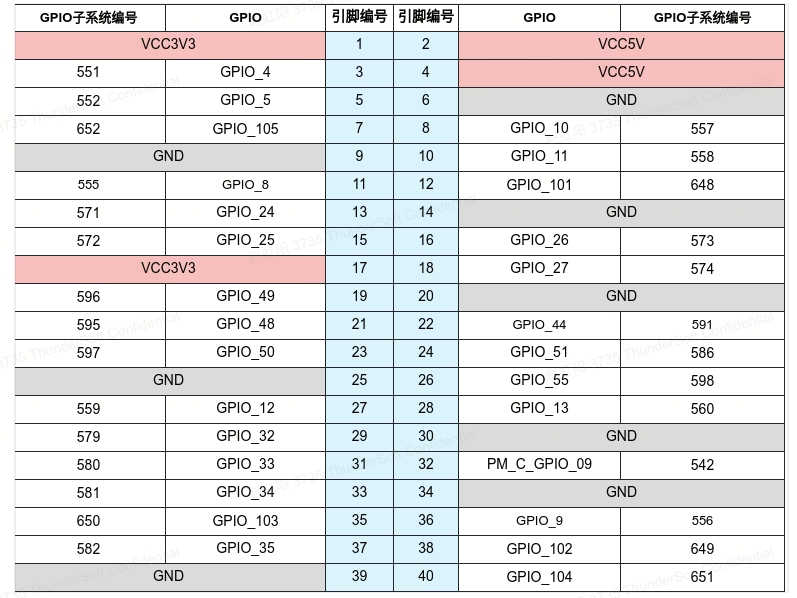 GPIO子系统编号 GPIO 引脚编号 引脚编号 GPIO GPIO子系统编号
VCC3V3 1 2 VCC5V
551 GPIO_4 3 4 VCC5V
552 GPIO_5 5 6 GND
652 GPIO_105 7 8 GPIO_10 557
GND 9 10 GPIO_11 558
555 GPIO_8 11 12 GPIO_101 648
571 GPIO_24 13 14 GND
572 GPIO_25 15 16 GPIO_26 573
VCC3V3 17 18 GPIO_27 574
596 GPIO_49 19 20 GND
595 GPIO_48 21 22 GPIO_44 591
597 GPIO_50 23 24 GPIO_51 586
GND 25 26 GPIO_55 598
559 GPIO_12 27 28 GPIO_13 560
579 GPIO_32 29 30 GND
580 GPIO_33 31 32 PM_C_GPIO_09 542
581 GPIO_34 33 34 GND
650 GPIO_103 35 36 GPIO_9 556
582 GPIO_35 37 38 GPIO_102 649
GND 39 40 GPIO_104 651
3735 ThunderSoft Confidential